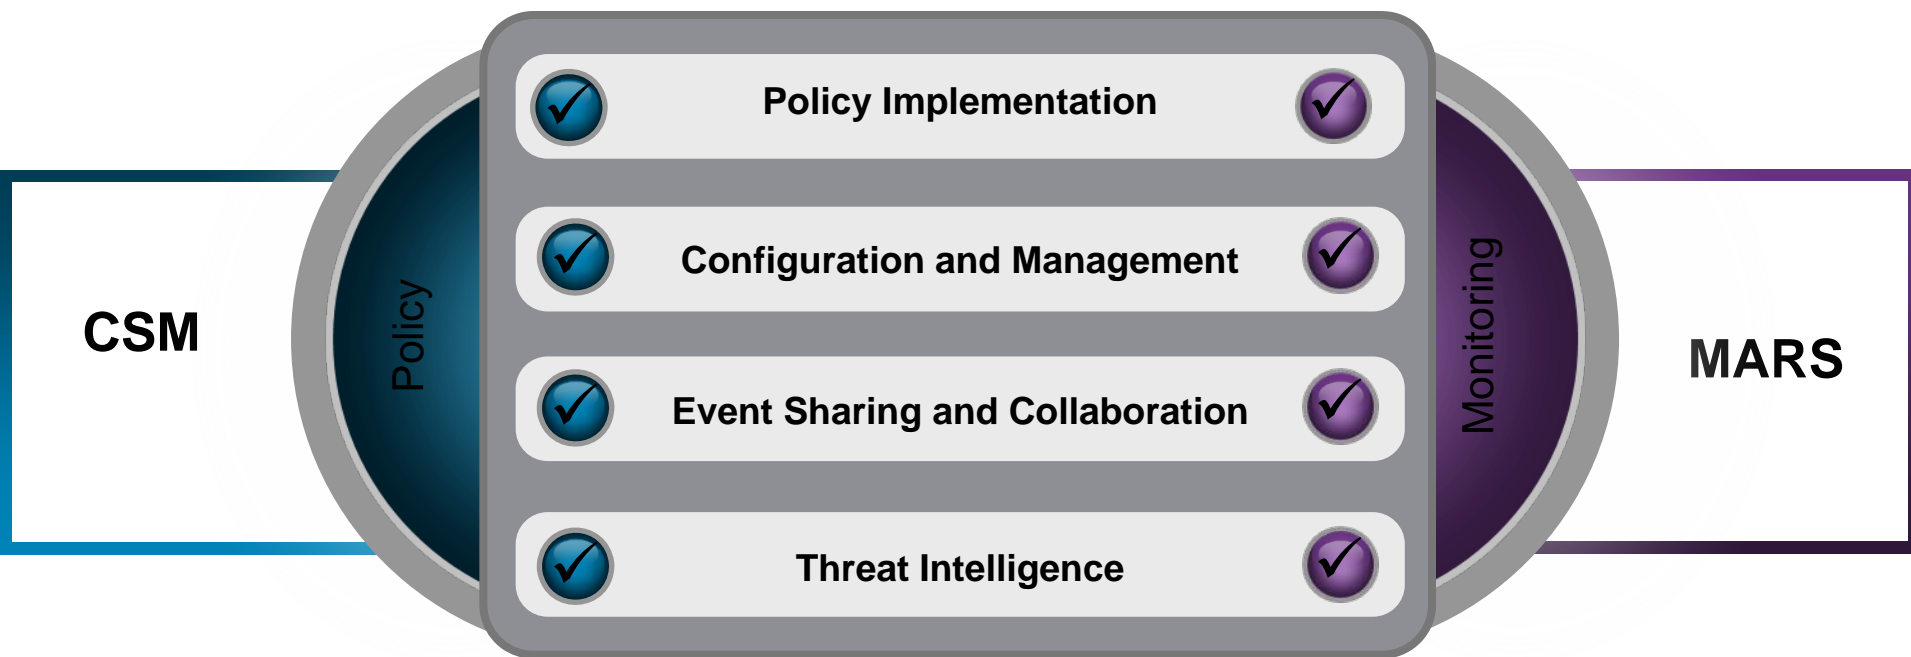 CSM
Policy
Policy Implementation
Configuration and Management
Event Sharing and Collaboration
Threat Intelligence
Monitoring
MARS